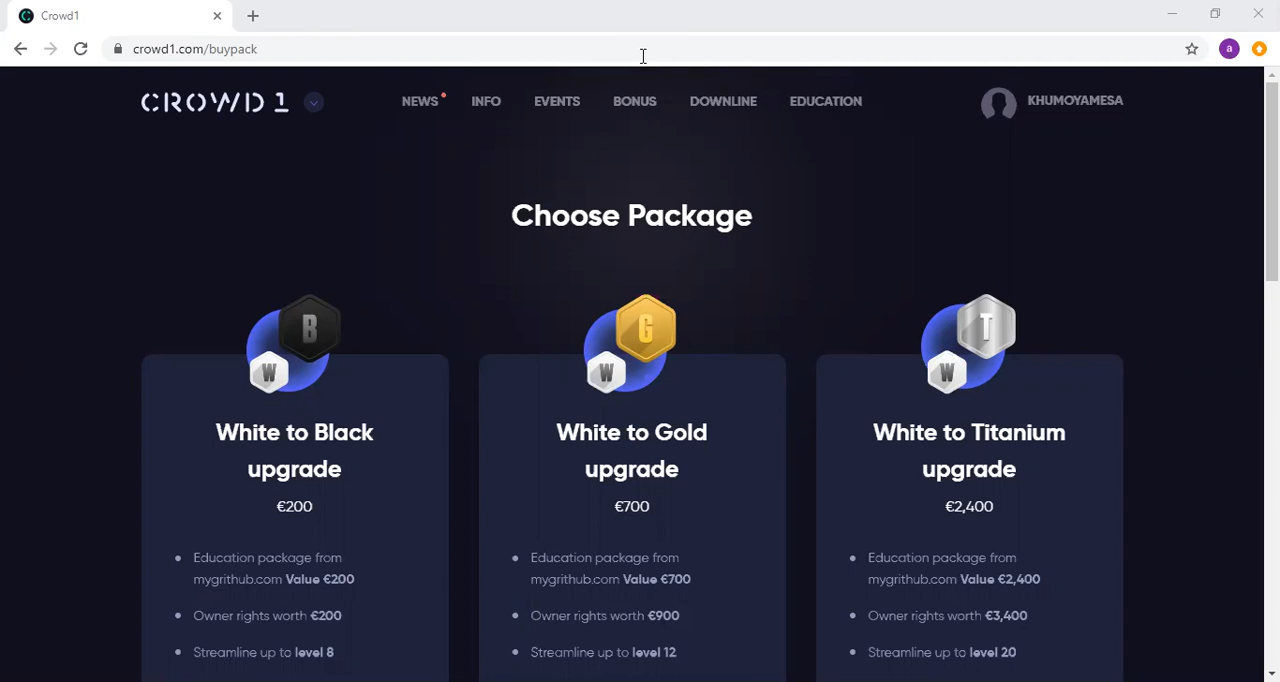 Crowd1
crowd1.com/buypack
a
CROWD1 NEWS INFO EVENTS BONUS DOWNLINE EDUCATION KHUMOYAMESA
Choose Package
B
W
White to Black
upgrade
€200
Education package from
mygrithub.com Value €200
Owner rights worth €200
Streamline up to level 8
G
W
White to Gold
upgrade
€700
Education package from
mygrithub.com Value €700
Owner rights worth €900
Streamline up to level 12
T
W
White to Titanium
upgrade
€2,400
Education package from
mygrithub.com Value €2,400
Owner rights worth €3,400
Streamline up to level 20